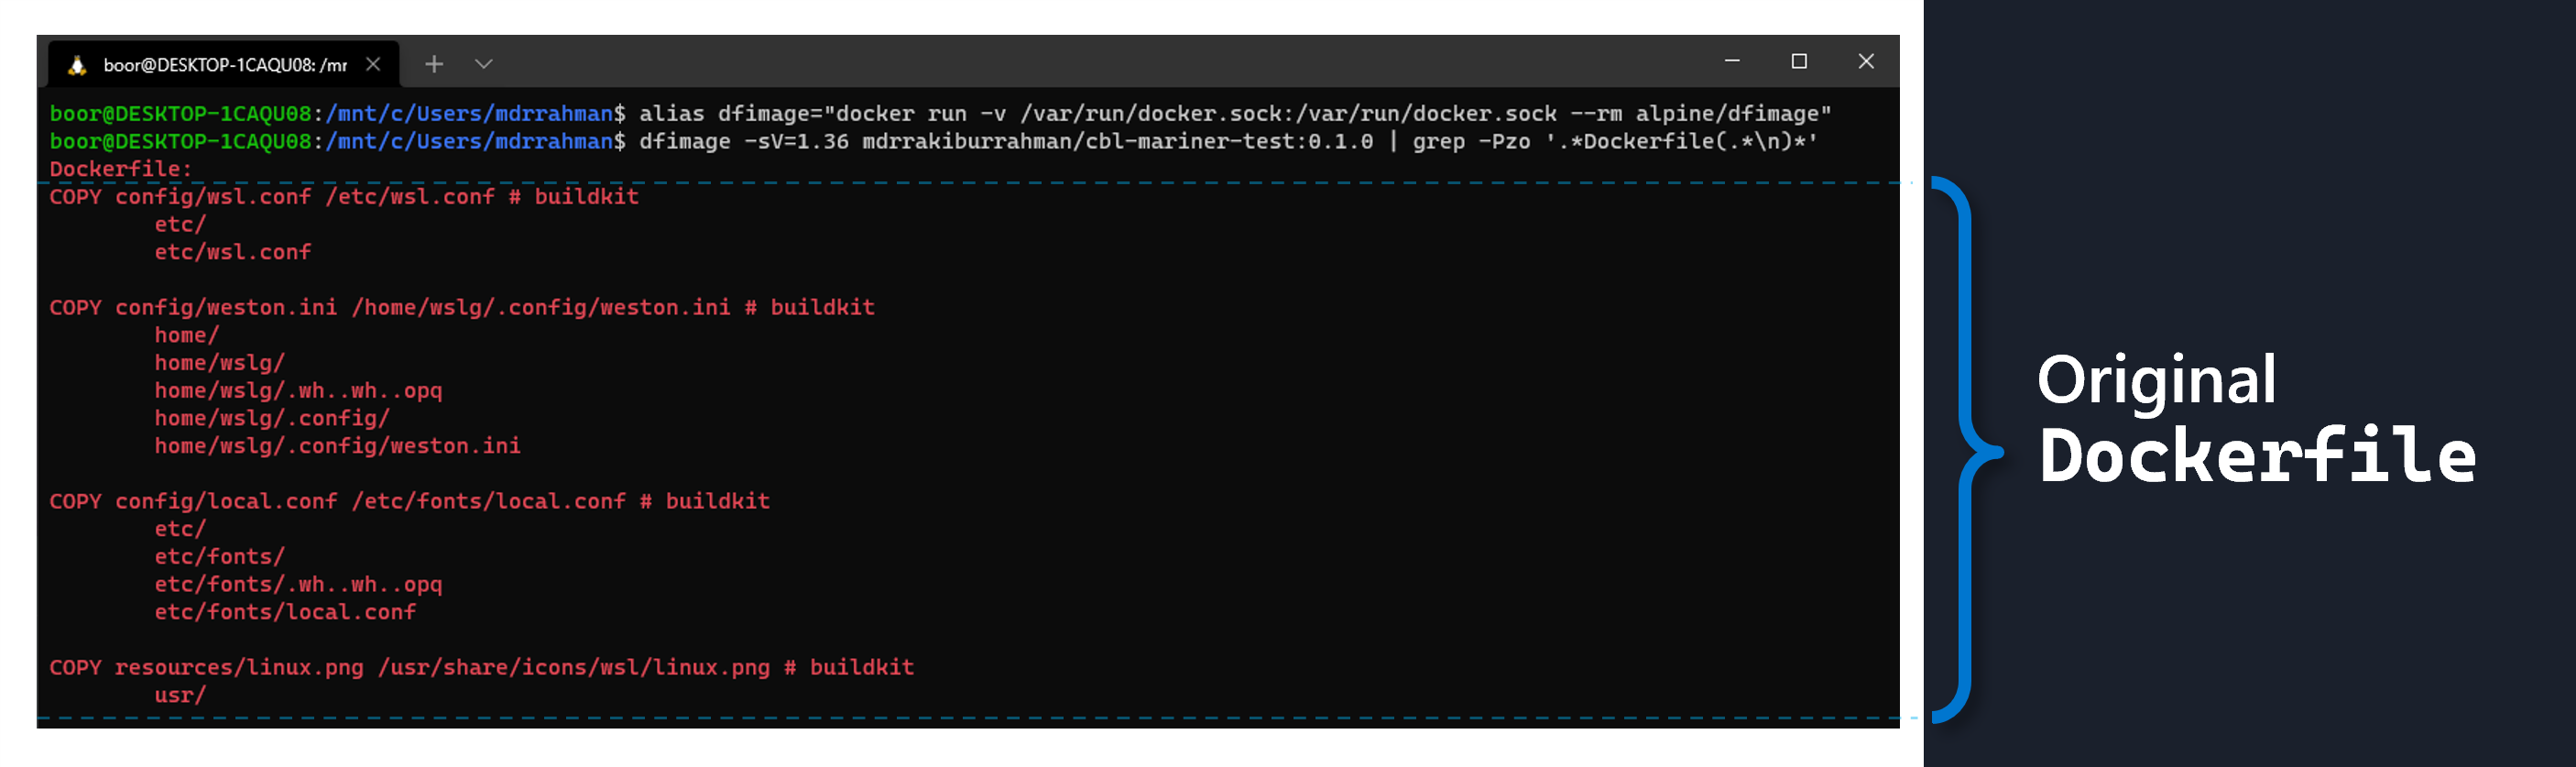 boor@DESKTOP-1CAQU08: /mr
boor@DESKTOP-1CAQU08:/mnt/c/Users/mdrrahman$ alias dfimage="docker run -v /var/run/docker.sock:/var/run/docker.sock --rm alpine/dfimage"
boor@DESKTOP-1CAQU08:/mnt/c/Users/mdrrahman$ dfimage -sV=1.36 mdrrakiburrahman/cbl-mariner-test:0.1.0 | grep -Pzo '.*Dockerfile(.*\n)*'
Dockerfile:
COPY config/wsl.conf /etc/wsl.conf # buildkit
etc/
etc/wsl.conf
COPY config/weston.ini /home/wslg/.config/weston.ini # buildkit
home/
home/wslg/
home/wslg/.wh..wh..opq
home/wslg/.config/
home/wslg/.config/weston.ini
COPY config/local.conf /etc/fonts/local.conf # buildkit
etc/
etc/fonts/
etc/fonts/.wh..wh..opq
etc/fonts/local.conf
COPY resources/linux.png /usr/share/icons/wsl/linux.png # buildkit
usr/
Original
Dockerfile